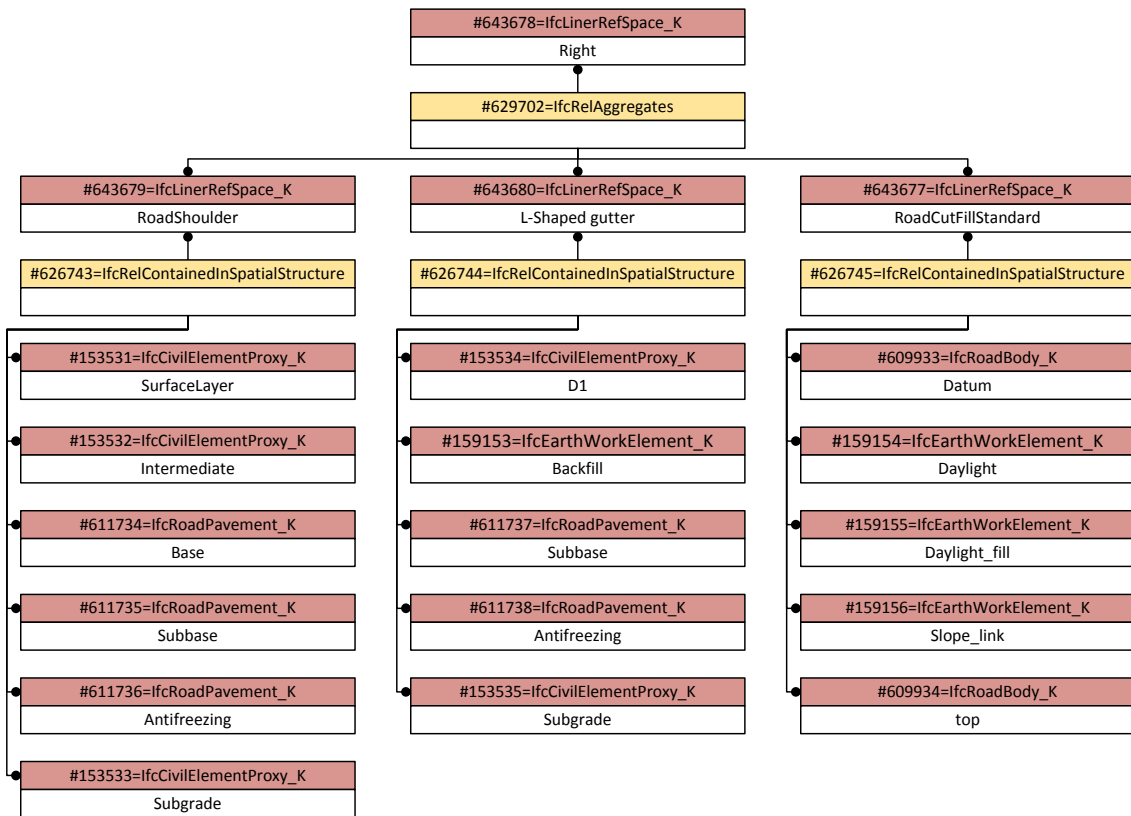 #643678=IfcLinerRefSpace_K
Right
#629702=IfcRelAggregates
#643679=IfcLinerRefSpace_K
RoadShoulder
#626743=IfcRelContainedInSpatialStructure
#153531=IfcCivilElementProxy_K
SurfaceLayer
#153532=IfcCivilElementProxy_K
Intermediate
#611734=IfcRoadPavement_K
Base
#611735=IfcRoadPavement_K
Subbase
#611736=IfcRoadPavement_K
Antifreezing
#153533=IfcCivilElementProxy_K
Subgrade
#643680=IfcLinerRefSpace_K
L-Shaped gutter
#626744=IfcRelContainedInSpatialStructure
#153534=IfcCivilElementProxy_K
D1
#159153=IfcEarthWorkElement_K
Backfill
#611737=IfcRoadPavement_K
Subbase
#611738=IfcRoadPavement_K
Antifreezing
#153535=IfcCivilElementProxy_K
Subgrade
#643677=IfcLinerRefSpace_K
RoadCutFillStandard
#626745=IfcRelContainedInSpatialStructure
#609933=IfcRoadBody_K
Datum
#159154=IfcEarthWorkElement_K
Daylight
#159155=IfcEarthWorkElement_K
Daylight_fill
#159156=IfcEarthWorkElement_K
Slope_link
#609934=IfcRoadBody_K
top